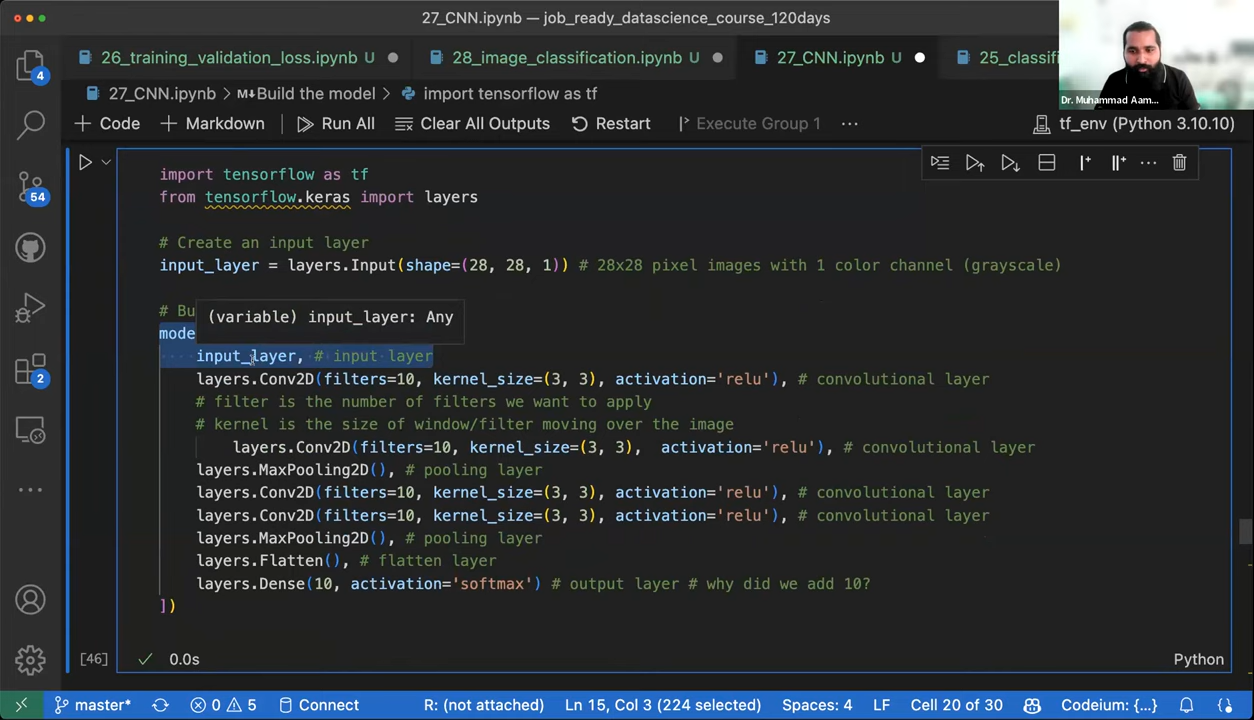 27_CNN.ipynb — job_ready_datascience_course_120days
26_training_validation_loss.ipynb U
28_image_classification.ipynb U
27_CNN.ipynb U
25_classif
Dr. Muhammad Aam...
27_CNN.ipynb > M↓Build the model > import tensorflow as tf
+ Code + Markdown Run All Clear All Outputs Restart Execute Group 1 ...
tf_env (Python 3.10.10)
4
54
2
import tensorflow as tf
from tensorflow.keras import layers
# Create an input layer
input_layer = layers.Input(shape=(28, 28, 1)) # 28x28 pixel images with 1 color channel (grayscale)
# Bu
(variable) input_layer: Any
mode
input_layer, # input layer
layers.Conv2D(filters=10, kernel_size=(3, 3), activation='relu'), # convolutional layer
# filter is the number of filters we want to apply
# kernel is the size of window/filter moving over the image
layers.Conv2D(filters=10, kernel_size=(3, 3), activation='relu'), # convolutional layer
layers.MaxPooling2D(), # pooling layer
layers.Conv2D(filters=10, kernel_size=(3, 3), activation='relu'), # convolutional layer
layers.Conv2D(filters=10, kernel_size=(3, 3), activation='relu'), # convolutional layer
layers.MaxPooling2D(), # pooling layer
layers.Flatten(), # flatten layer
layers.Dense(10, activation='softmax') # output layer # why did we add 10?
])
[46] ✓ 0.0s Python
master* 0 5 Connect R: (not attached) Ln 15, Col 3 (224 selected) Spaces: 4 LF Cell 20 of 30 Codeium: {...}